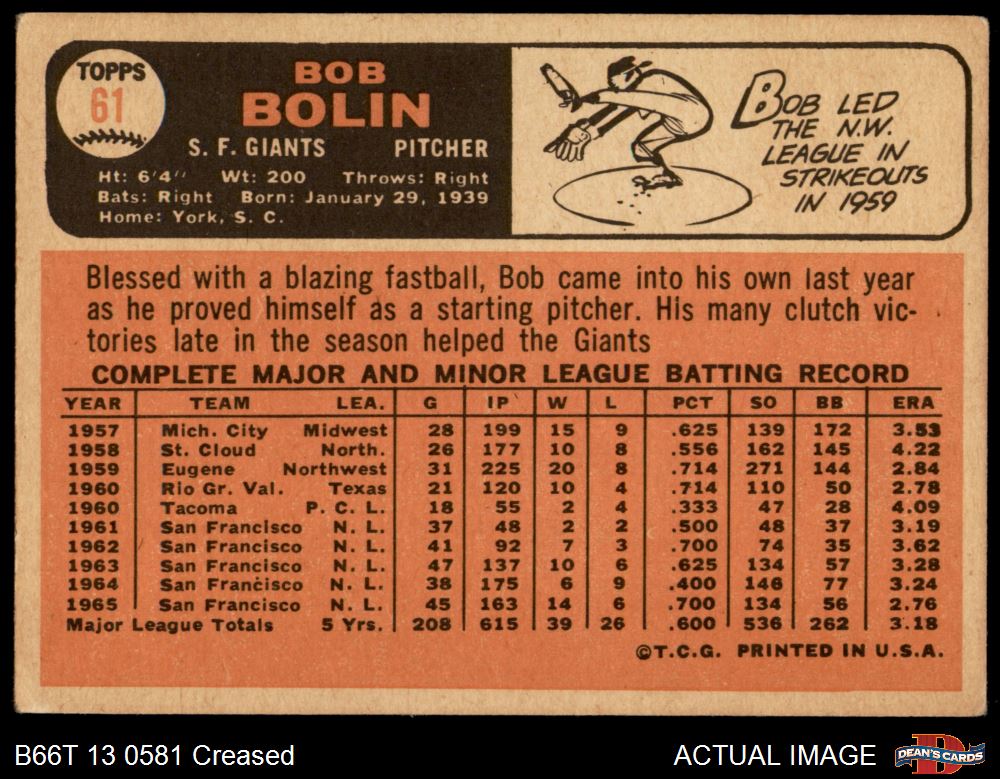 TOPPS
61
BOB
BOLIN
S. F. GIANTS PITCHER
Ht: 6'4" Wt: 200 Throws: Right
Bats: Right Born: January 29, 1939
Home: York, S. C.
BOB LED
THE N.W.
LEAGUE IN
STRIKEOUTS
IN 1959
Blessed with a blazing fastball, Bob came into his own last year
as he proved himself as a starting pitcher. His many clutch vic-
tories late in the season helped the Giants
COMPLETE MAJOR AND MINOR LEAGUE BATTING RECORD
YEAR TEAM LEA. G IP W L PCT SO BB ERA
1957 Mich. City Midwest 28 199 15 9 .625 139 172 3.53
1958 St. Cloud North. 26 177 10 8 .556 162 145 4.22
1959 Eugene Northwest 31 225 20 8 .714 271 144 2.84
1960 Rio Gr. Val. Texas 21 120 10 4 .714 110 50 2.78
1960 Tacoma P. C. L. 18 55 2 4 .333 47 28 4.09
1961 San Francisco N. L. 37 48 2 2 .500 48 37 3.19
1962 San Francisco N. L. 41 92 7 3 .700 74 35 3.62
1963 San Francisco N. L. 47 137 10 6 .625 134 57 3.28
1964 San Francisco N. L. 38 175 6 9 .400 146 77 3.24
1965 San Francisco N. L. 45 163 14 6 .700 134 56 2.76
Major League Totals 5 Yrs. 208 615 39 26 .600 536 262 3.18
©T.C.G. PRINTED IN U.S.A.
B66T 13 0581 Creased
ACTUAL IMAGE
DEAN'S CARDS